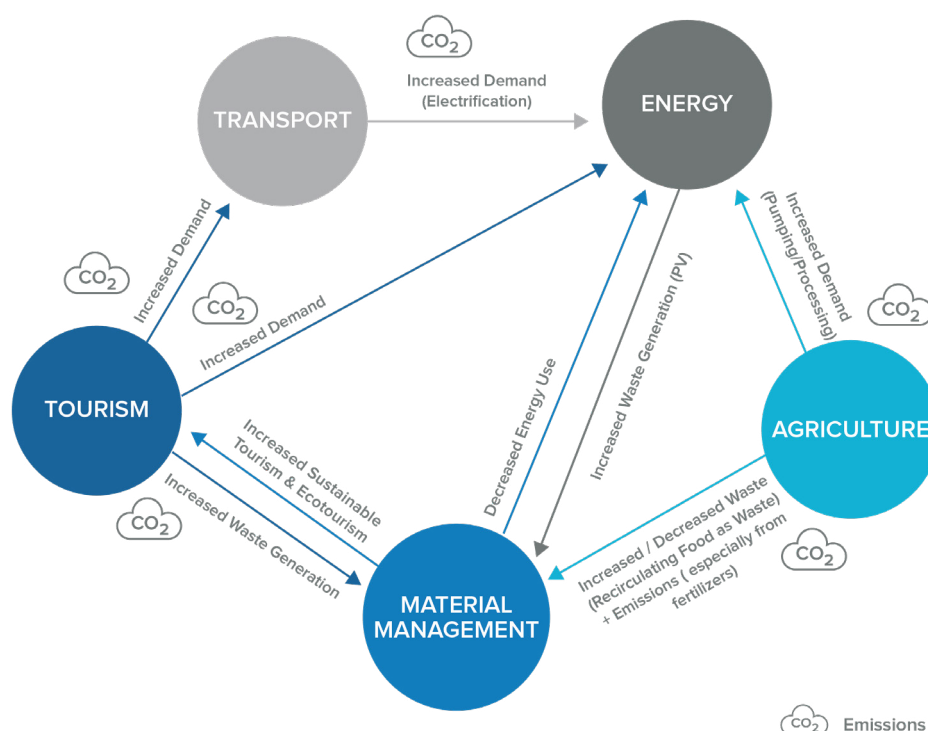 CO2
Increased Demand
(Electrification)
TRANSPORT
ENERGY
Increased Demand
CO2
CO2
Increased Demand
Increased Demand
(Pumping/Processing)
CO2
TOURISM
AGRICULTURE
Decreased Energy Use
Increased Waste Generation (PV)
Increased Sustainable
Tourism & Ecotourism
Increased Waste Generation
CO2
Increased / Decreased Waste
(Recirculating Food as Waste)
+ Emissions ( especially from
fertilizers)
CO2
MATERIAL
MANAGEMENT
CO2 Emissions